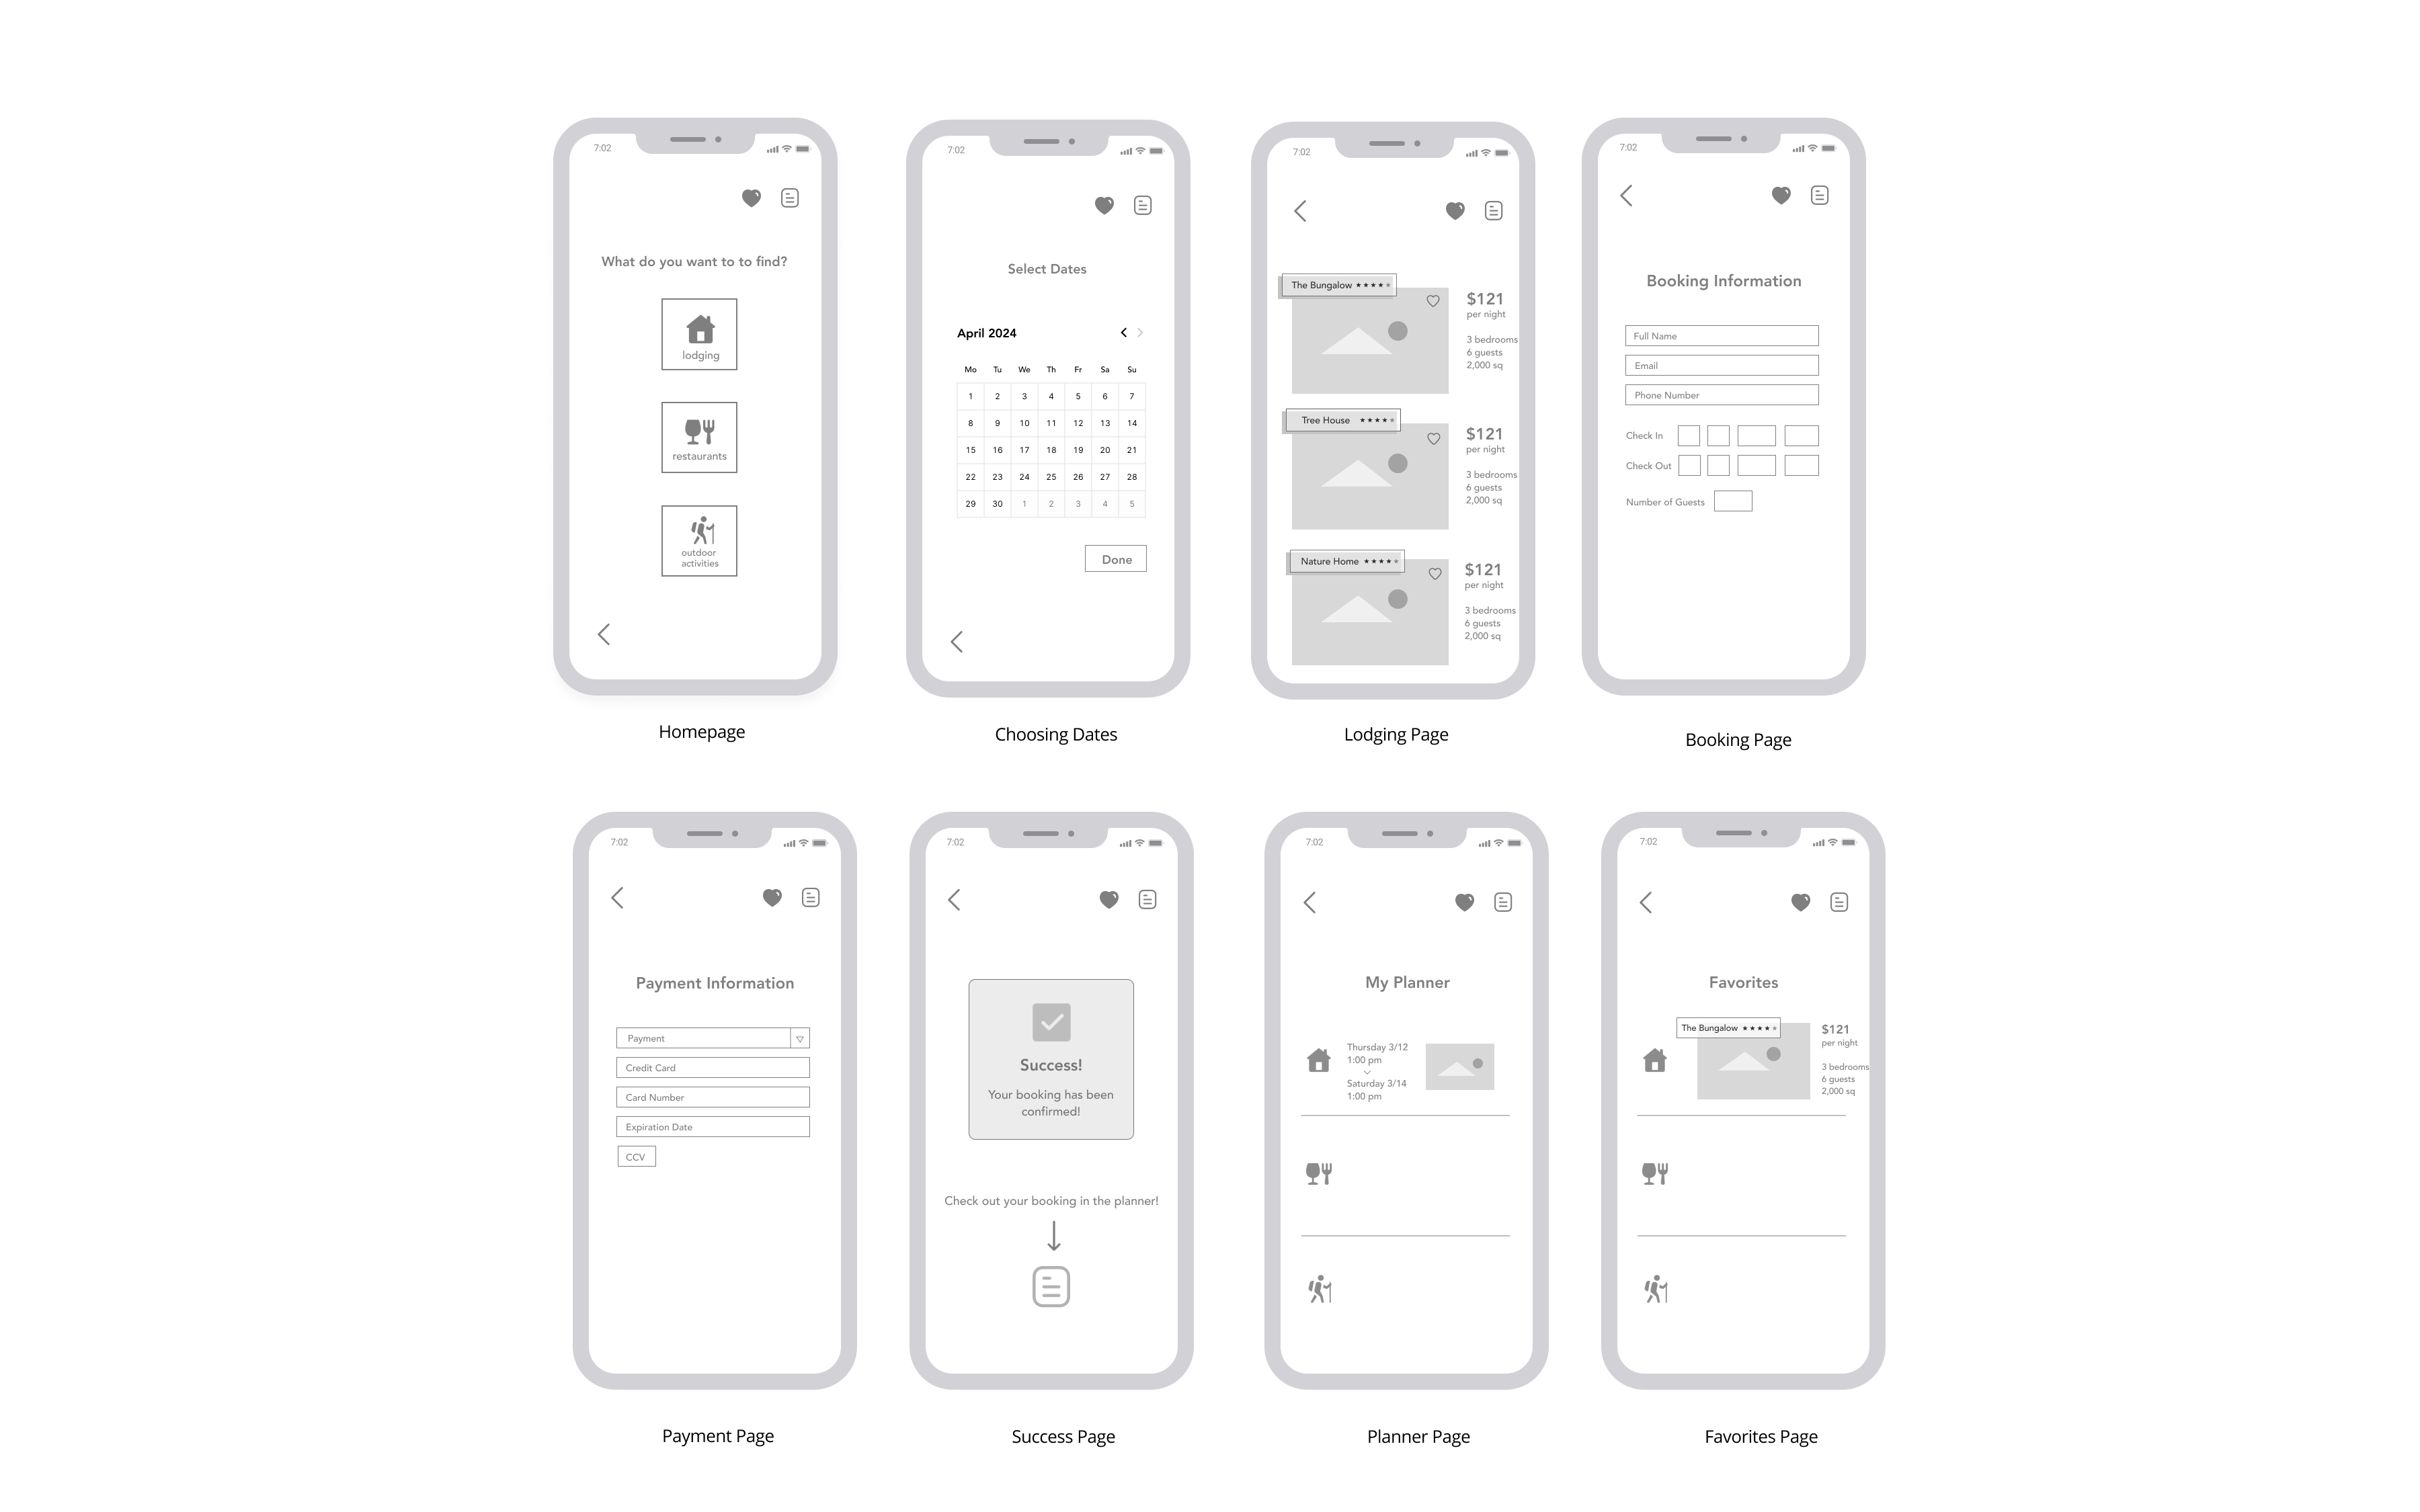 7:02
What do you want to to find?
lodging
restaurants
outdoor
activities
Homepage
7:02
Select Dates
April 2024
Mo Tu We Th Fr Sa Su
1 2 3 4 5 6 7
8 9 10 11 12 13 14
15 16 17 18 19 20 21
22 23 24 25 26 27 28
29 30 1 2 3 4 5
Done
Choosing Dates
7:02
The Bungalow ★★★★★
$121
per night
3 bedrooms
6 guests
2,000 sq
Tree House ★★★★★
$121
per night
3 bedrooms
6 guests
2,000 sq
Nature Home ★★★★★
$121
per night
3 bedrooms
6 guests
2,000 sq
Lodging Page
7:02
Booking Information
Full Name
Email
Phone Number
Check In
Check Out
Number of Guests
Booking Page
7:02
Payment Information
Payment
Credit Card
Card Number
Expiration Date
CCV
Payment Page
7:02
Success!
Your booking has been
confirmed!
Check out your booking in the planner!
Success Page
7:02
My Planner
Thursday 3/12
1:00 pm
Saturday 3/14
1:00 pm
Planner Page
7:02
Favorites
The Bungalow ★★★★★
$121
per night
3 bedrooms
6 guests
2,000 sq
Favorites Page